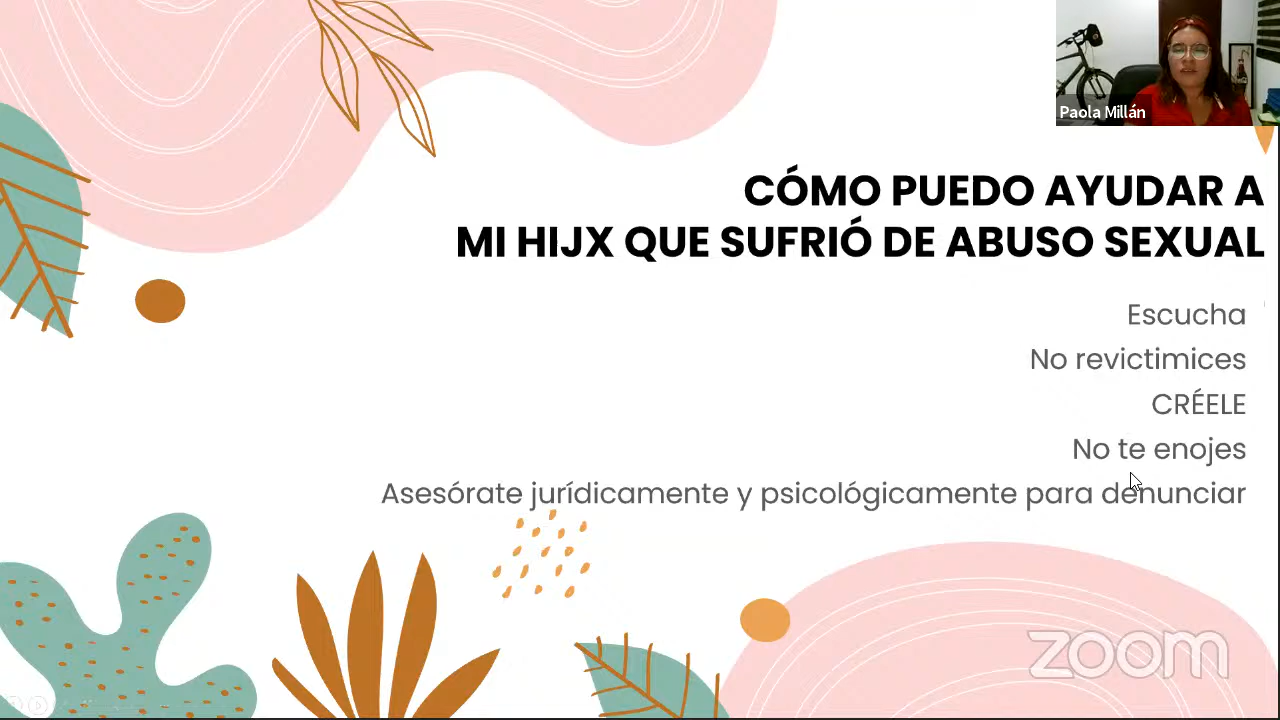 Paola Millán
CÓMO PUEDO AYUDAR A
MI HIJX QUE SUFRIÓ DE ABUSO SEXUAL
Escucha
No revictimices
CRÉELE
No te enojes
Asesórate jurídicamente y psicológicamente para denunciar
zoom